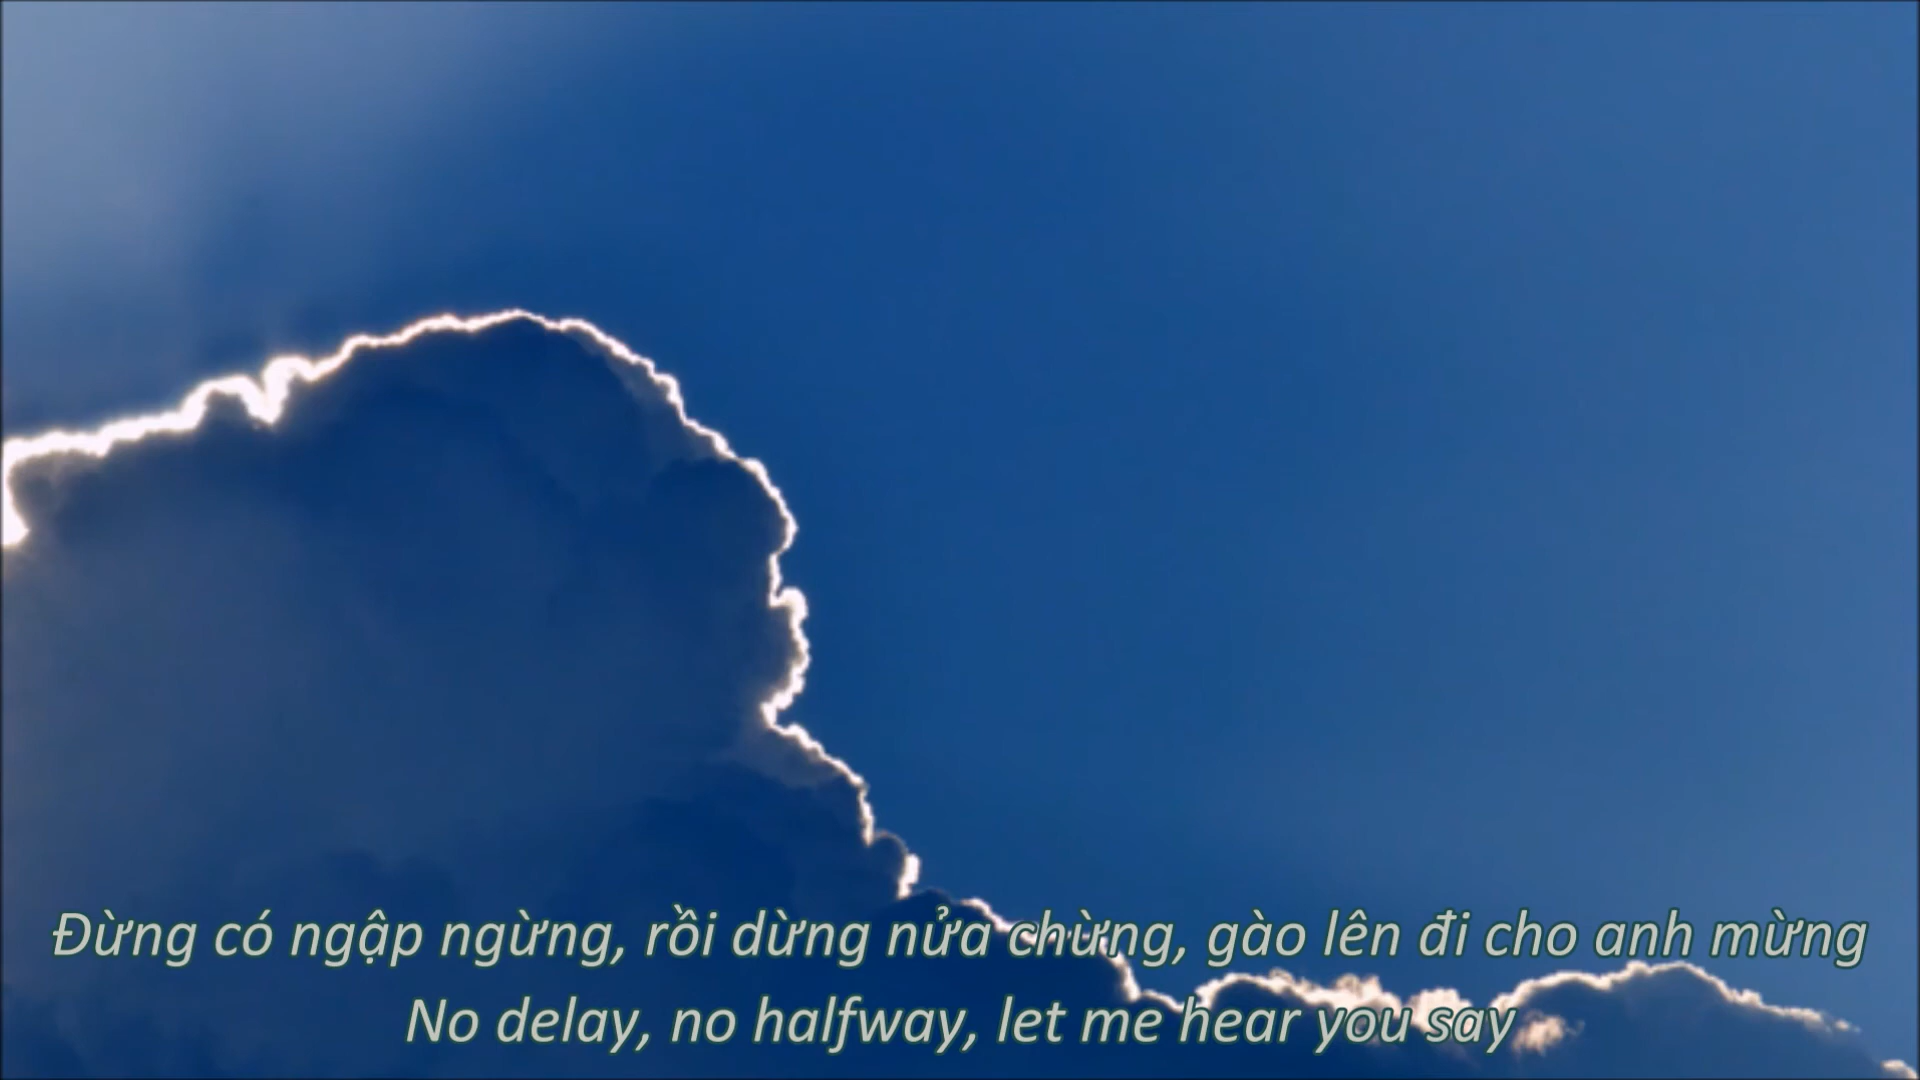 Đừng có ngập ngừng, rồi dừng nửa chừng, gào lên đi cho anh mừng
No delay, no halfway, let me hear you say